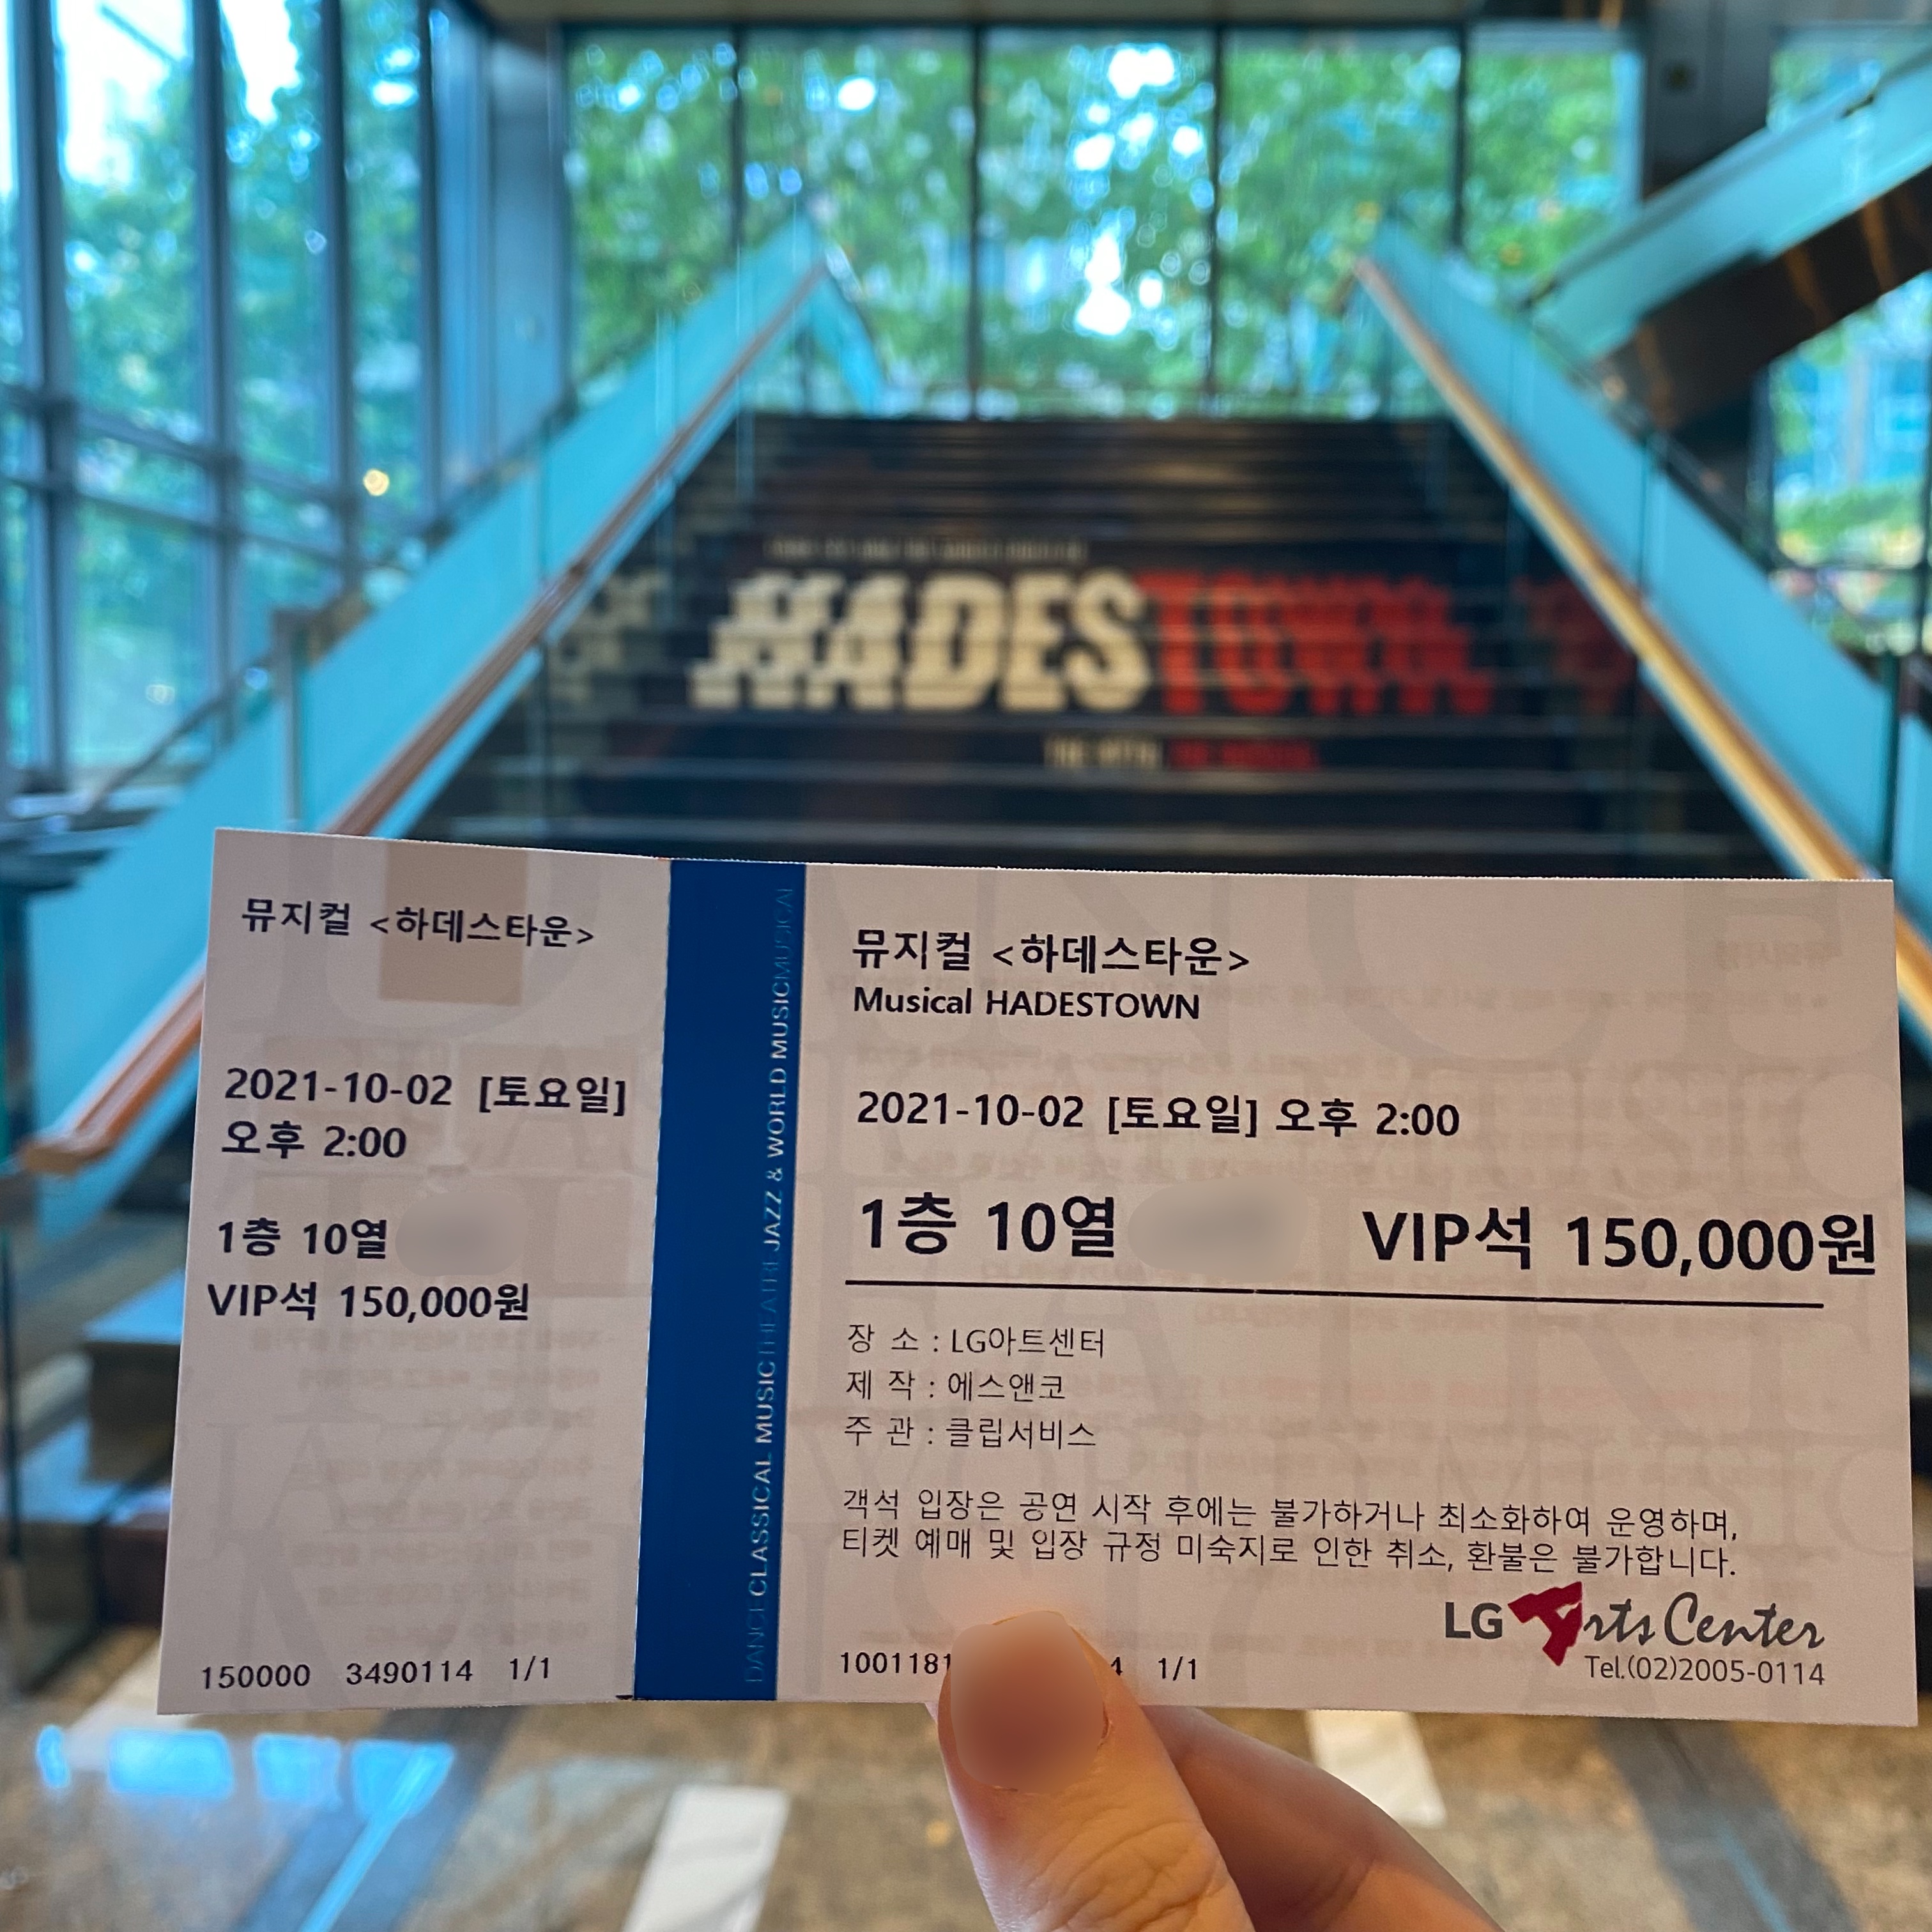 HADESTOWN
뮤지컬 <하데스타운>
2021-10-02 [토요일]
오후 2:00
1층 10열
VIP석 150,000원
150000 3490114 1/1
DANCE CLASSICAL MUSIC THEATRE JAZZ & WORLD MUSIC MUSICAL
뮤지컬 <하데스타운>
Musical HADESTOWN
2021-10-02 [토요일] 오후 2:00
1층 10열 VIP석 150,000원
장 소 : LG아트센터
제 작 : 에스앤코
주 관 : 클립서비스
객석 입장은 공연 시작 후에는 불가하거나 최소화하여 운영하며,
티켓 예매 및 입장 규정 미숙지로 인한 취소, 환불은 불가합니다.
LG Arts Center
Tel.(02)2005-0114
1001181 4 1/1